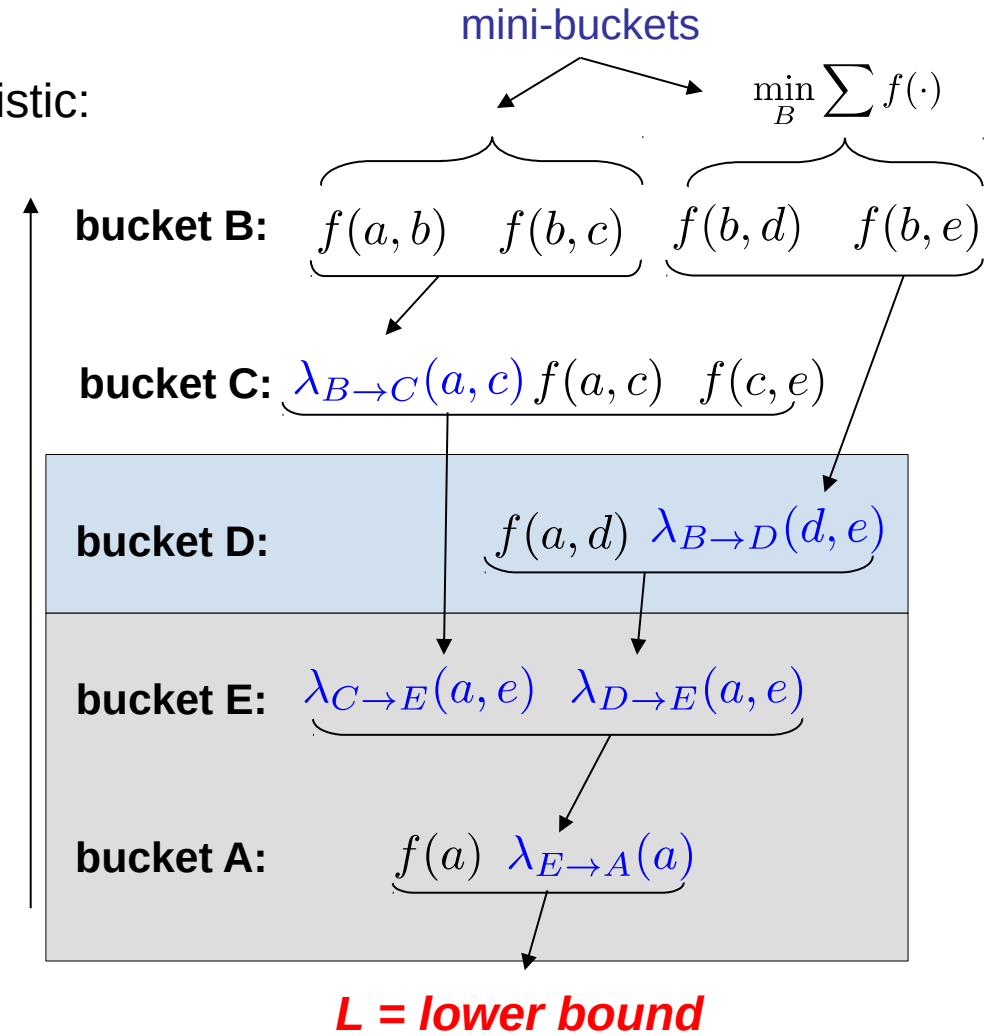 mini-buckets
istic:
min_B ∑ f(·)
bucket B: f(a, b) f(b, c) f(b, d) f(b, e)
bucket C: λ_{B→C}(a, c) f(a, c) f(c, e)
bucket D: f(a, d) λ_{B→D}(d, e)
bucket E: λ_{C→E}(a, e) λ_{D→E}(a, e)
bucket A: f(a) λ_{E→A}(a)
L = lower bound